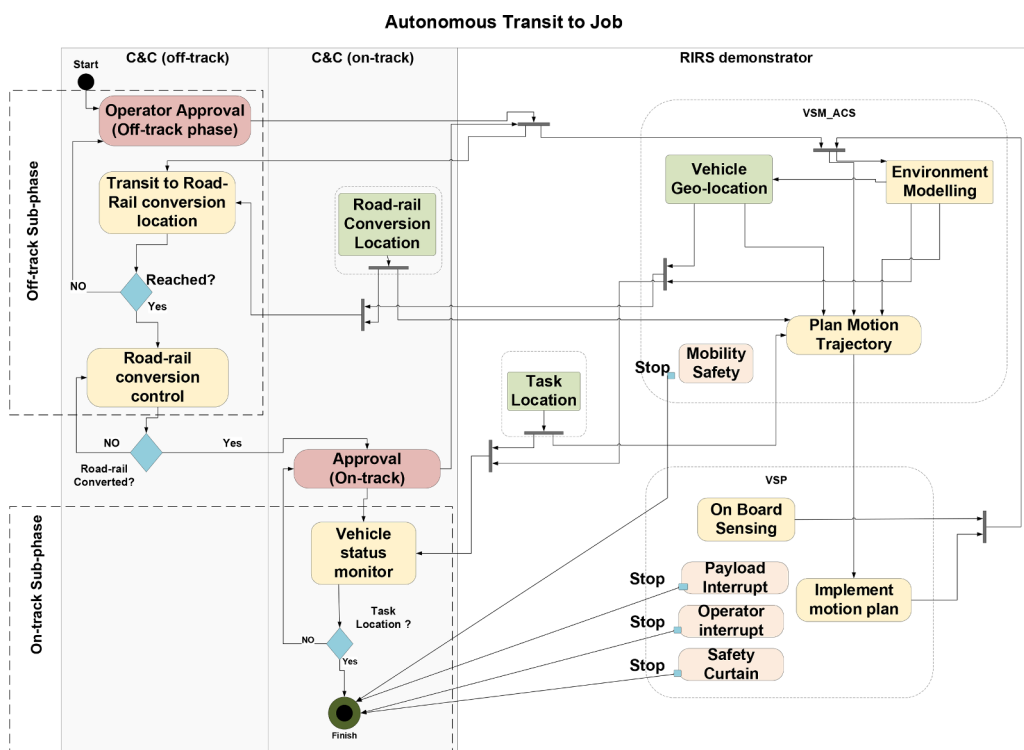 Autonomous Transit to Job
C&C (off-track)
C&C (on-track)
RIRS demonstrator
Start
Off-track Sub-phase
On-track Sub-phase
Operator Approval
(Off-track phase)
Transit to Road-
Rail conversion
location
Reached?
NO
Yes
Road-rail
conversion
control
NO
Yes
Road-rail
Converted?
Road-rail
Conversion
Location
Task
Location
Approval
(On-track)
Vehicle
status
monitor
Task
Location ?
NO
Yes
Finish
VSM_ACS
Vehicle
Geo-location
Environment
Modelling
Plan Motion
Trajectory
Stop
Mobility
Safety
VSP
On Board
Sensing
Stop
Payload
Interrupt
Implement
motion plan
Stop
Operator
interrupt
Stop
Safety
Curtain